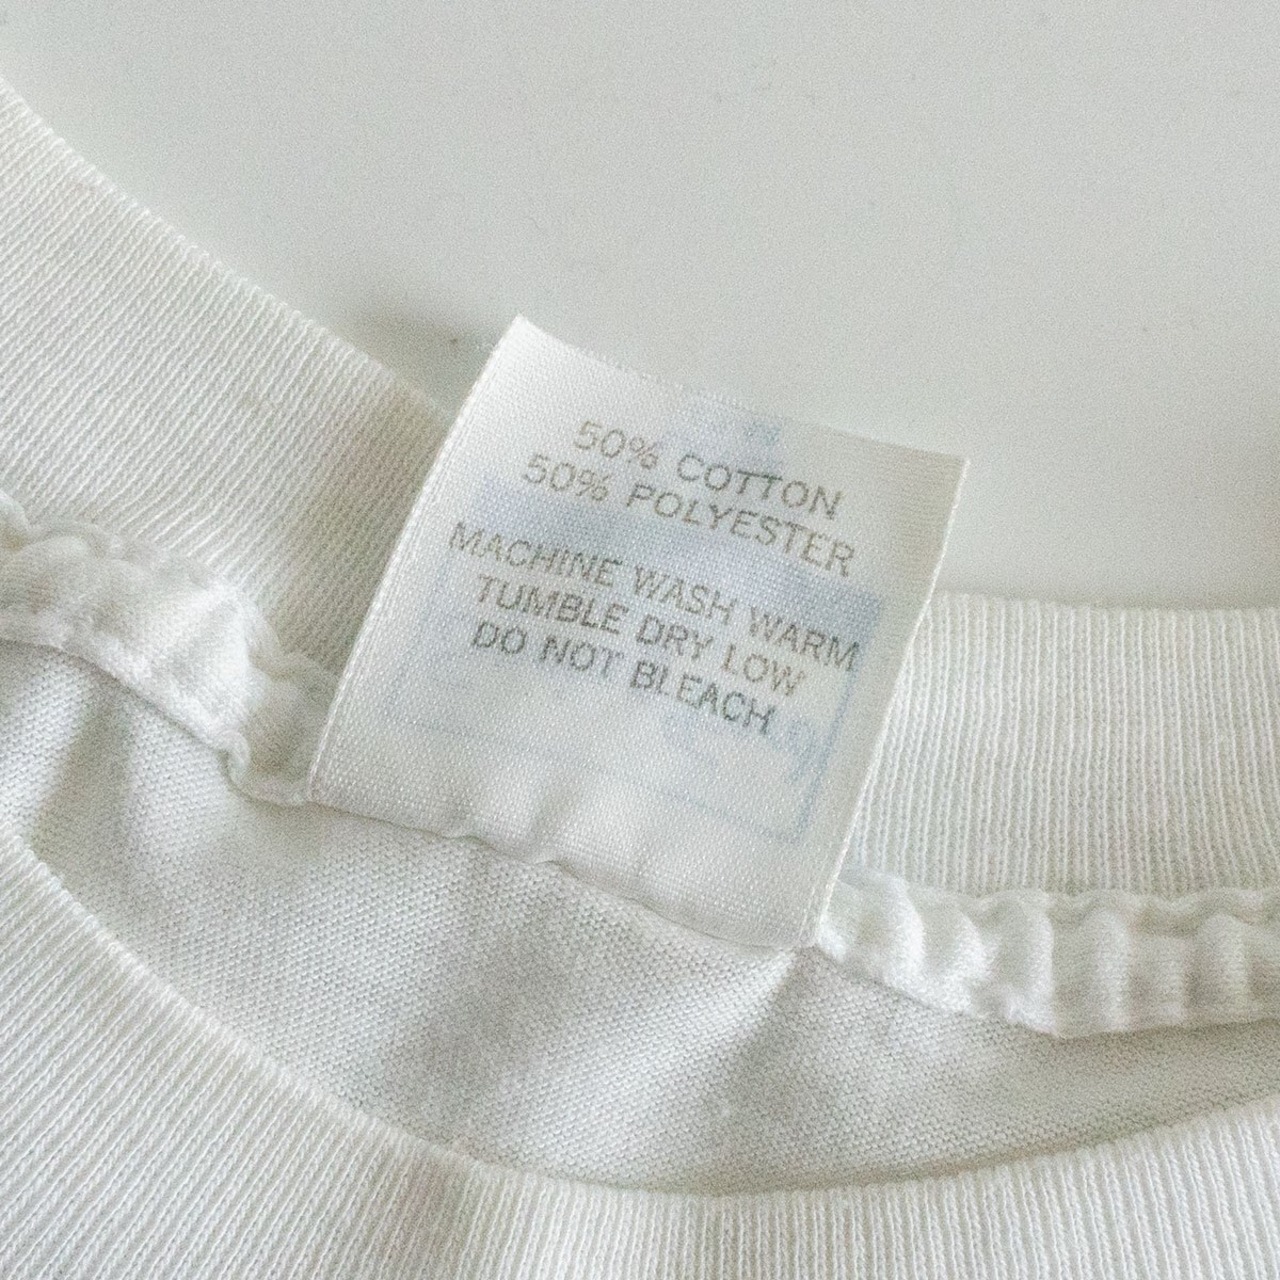 50% COTTON
50% POLYESTER
MACHINE WASH WARM
TUMBLE DRY LOW
DO NOT BLEACH